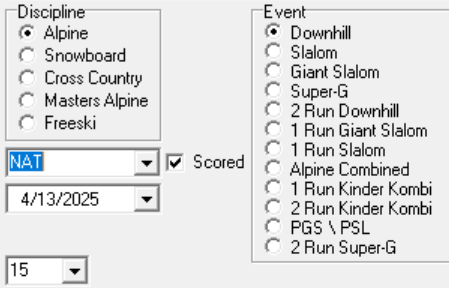 Discipline
Alpine
Snowboard
Cross Country
Masters Alpine
Freeski
NAT
Scored
4/13/2025
15
Event
Downhill
Slalom
Giant Slalom
Super-G
2 Run Downhill
1 Run Giant Slalom
1 Run Slalom
Alpine Combined
1 Run Kinder Kombi
2 Run Kinder Kombi
PGS \ PSL
2 Run Super-G